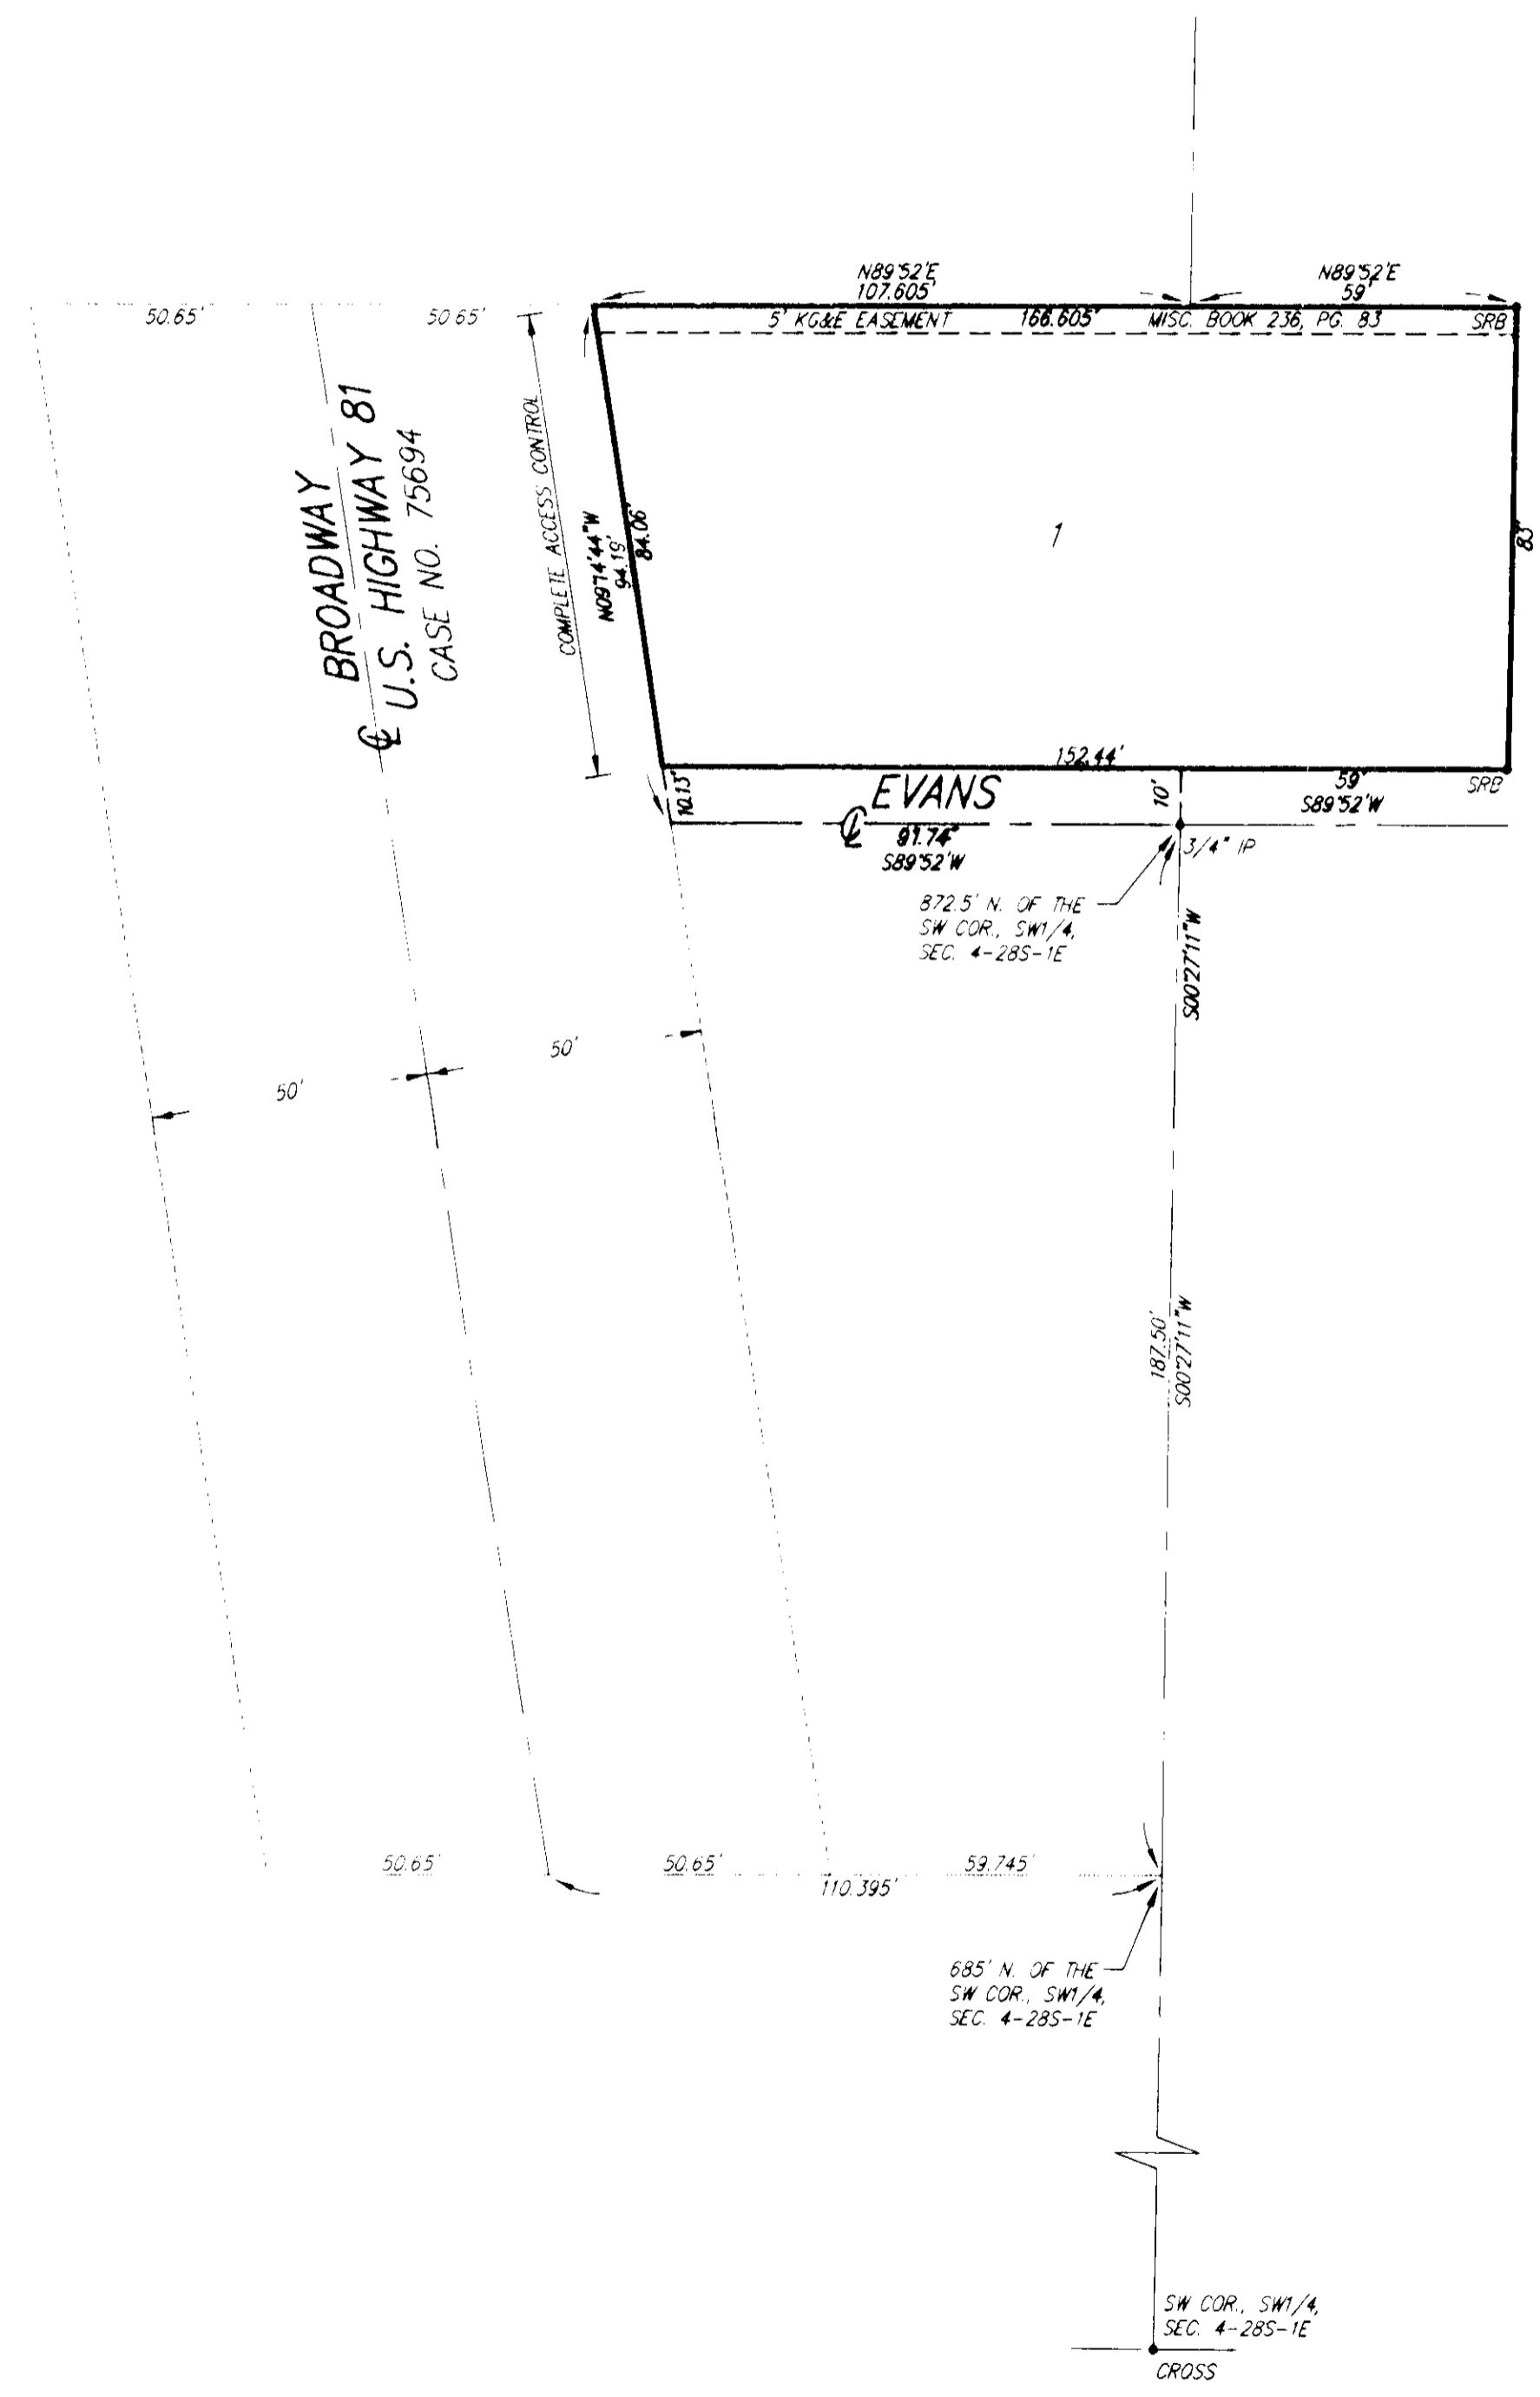 N89°52'E
107.605'
N89°52'E
59'
50.65'
50.65'
5' KG&E EASEMENT
166.605'
MISC. BOOK 236, PG. 83
SRB
BROADWAY
℄ U.S. HIGHWAY 81
CASE NO. 75694
COMPLETE ACCESS CONTROL
N09°14'44"W
94.19'
84.06'
1
83'
152.44'
10.13'
EVANS
10'
59'
S89°52'W
SRB
℄
91.74'
S89°52'W
3/4" IP
872.5' N. OF THE
SW COR., SW1/4,
SEC. 4-28S-1E
S00°27'11"W
50'
50'
187.50'
S00°27'11"W
50.65'
50.65'
59.745'
110.395'
685' N. OF THE
SW COR., SW1/4,
SEC. 4-28S-1E
SW COR., SW1/4,
SEC. 4-28S-1E
CROSS